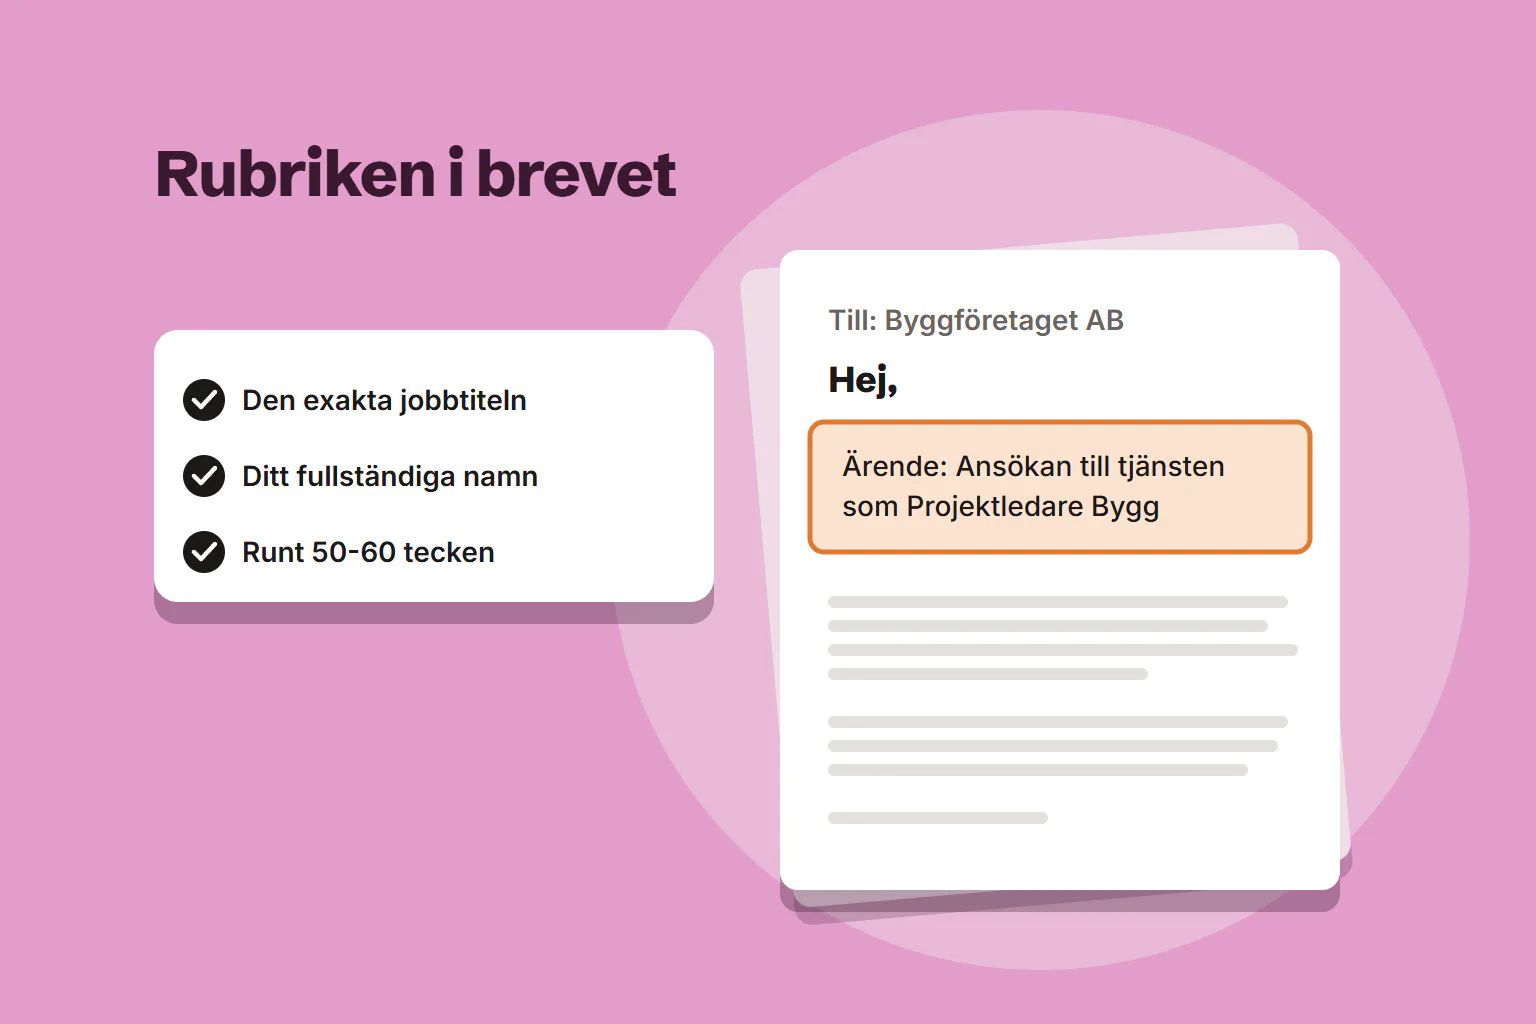 Rubriken i brevet
Den exakta jobbtiteln
Ditt fullständiga namn
Runt 50-60 tecken
Till: Byggföretaget AB
Hej,
Ärende: Ansökan till tjänsten
som Projektledare Bygg